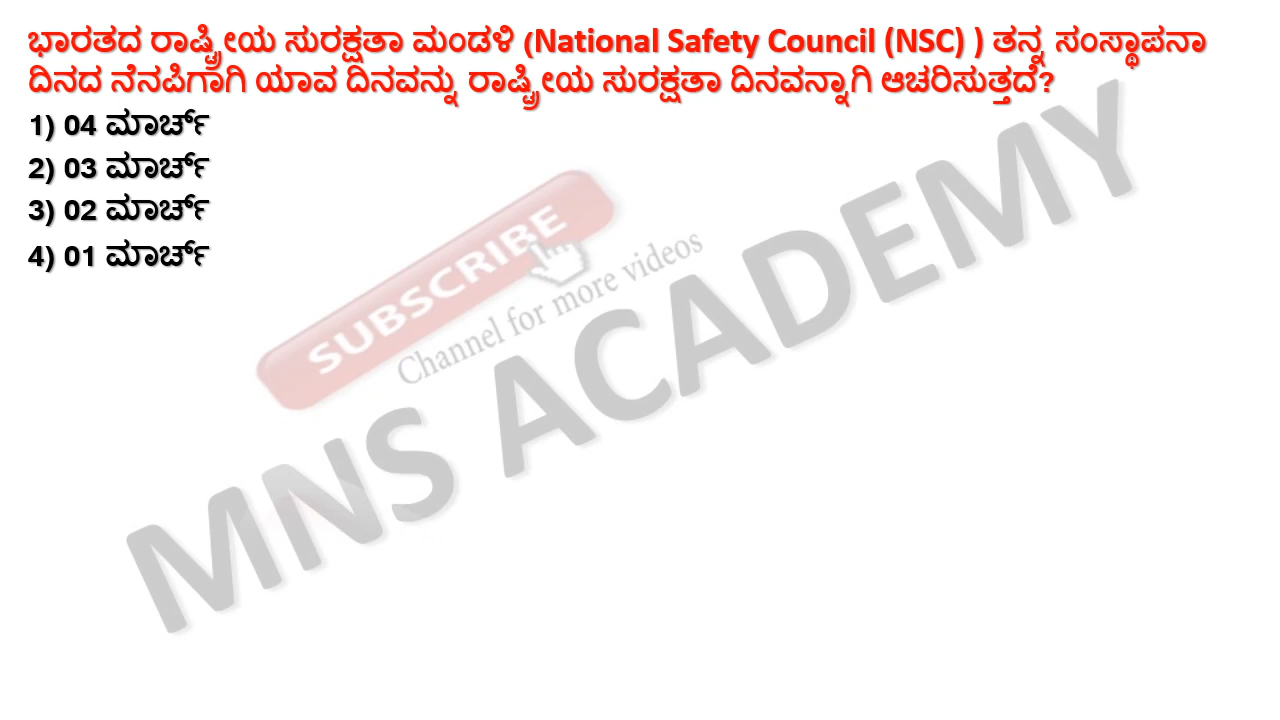 ಭಾರತದ ರಾಷ್ಟ್ರೀಯ ಸುರಕ್ಷತಾ ಮಂಡಳಿ (National Safety Council (NSC) ) ತನ್ನ ಸಂಸ್ಥಾಪನಾ
ದಿನದ ನೆನಪಿಗಾಗಿ ಯಾವ ದಿನವನ್ನು ರಾಷ್ಟ್ರೀಯ ಸುರಕ್ಷತಾ ದಿನವನ್ನಾಗಿ ಆಚರಿಸುತ್ತದೆ?
1) 04 ಮಾರ್ಚ್
2) 03 ಮಾರ್ಚ್
3) 02 ಮಾರ್ಚ್
4) 01 ಮಾರ್ಚ್
SUBSCRIBE
Channel for more videos
MNS ACADEMY